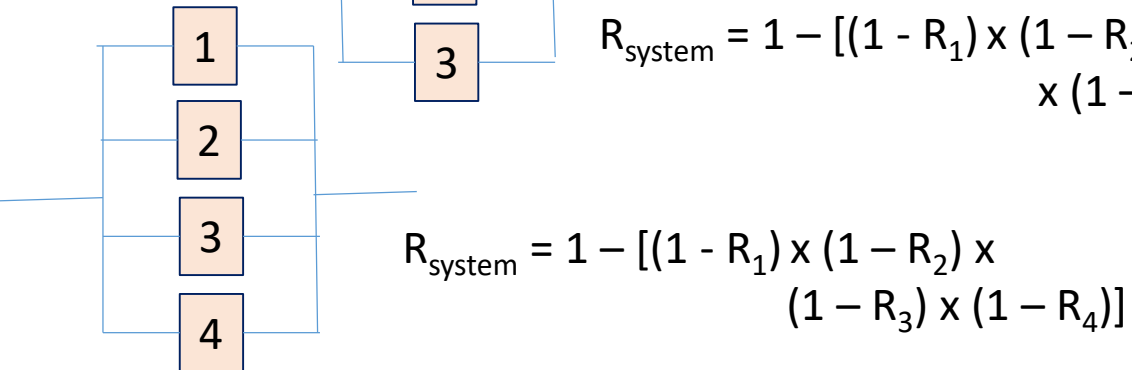 R_system = 1 – [(1 - R_1) x (1 – R
x (1 –
3
1
2
3
4
R_system = 1 – [(1 - R_1) x (1 – R_2) x
(1 – R_3) x (1 – R_4)]